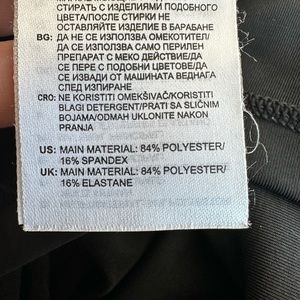 СТИРАТЬ С ИЗДЕЛИЯМИ ПОДОБНОГО
ЦВЕТА/ПОСЛЕ СТИРКИ НЕ
ОСТАВЛЯЙТЕ ИЗДЕЛИЕ В БАРАБАНЕ
BG: ДА НЕ СЕ ИЗПОЛЗВА ОМЕКОТИТЕЛ/
ДА СЕ ИЗПОЛЗВА САМО ПЕРИЛЕН
ПРЕПАРАТ С МЕКО ДЕЙСТВИЕ/ДА
СЕ ПЕРЕ С ПОДОБНИ ЦВЕТОВЕ/ДА
СЕ ИЗВАДИ ОТ МАШИНАТА ВЕДНАГА
СЛЕД ИЗПИРАНЕ
CRO: NE KORISTITI OMEKŠIVAČ/KORISTITI
BLAGI DETERGENT/PRATI SA SLIČNIM
BOJAMA/ODMAH UKLONITE NAKON
PRANJA
US: MAIN MATERIAL: 84% POLYESTER/
16% SPANDEX
UK: MAIN MATERIAL: 84% POLYESTER/
16% ELASTANE